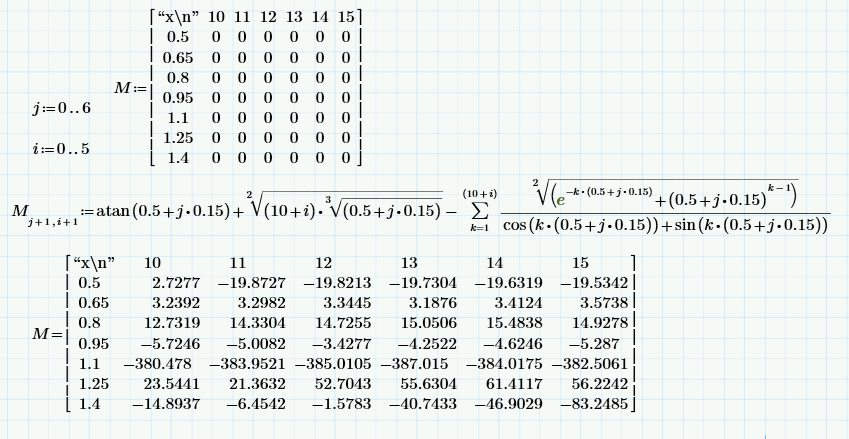 “x\n” 10 11 12 13 14 15
0.5 0 0 0 0 0 0
0.65 0 0 0 0 0 0
0.8 0 0 0 0 0 0
M:=
0.95 0 0 0 0 0 0
j:=0..6
1.1 0 0 0 0 0 0
1.25 0 0 0 0 0 0
i:=0..5
1.4 0 0 0 0 0 0
M j+1,i+1 :=atan(0.5+j·0.15)+ 2√((10+i)·3√(0.5+j·0.15)) − (10+i) ∑ k=1 2√(e^(−k·(0.5+j·0.15))+(0.5+j·0.15)^(k−1))
cos(k·(0.5+j·0.15))+sin(k·(0.5+j·0.15))
“x\n” 10 11 12 13 14 15
0.5 2.7277 −19.8727 −19.8213 −19.7304 −19.6319 −19.5342
0.65 3.2392 3.2982 3.3445 3.1876 3.4124 3.5738
0.8 12.7319 14.3304 14.7255 15.0506 15.4838 14.9278
M=
0.95 −5.7246 −5.0082 −3.4277 −4.2522 −4.6246 −5.287
1.1 −380.478 −383.9521 −385.0105 −387.015 −384.0175 −382.5061
1.25 23.5441 21.3632 52.7043 55.6304 61.4117 56.2242
1.4 −14.8937 −6.4542 −1.5783 −40.7433 −46.9029 −83.2485